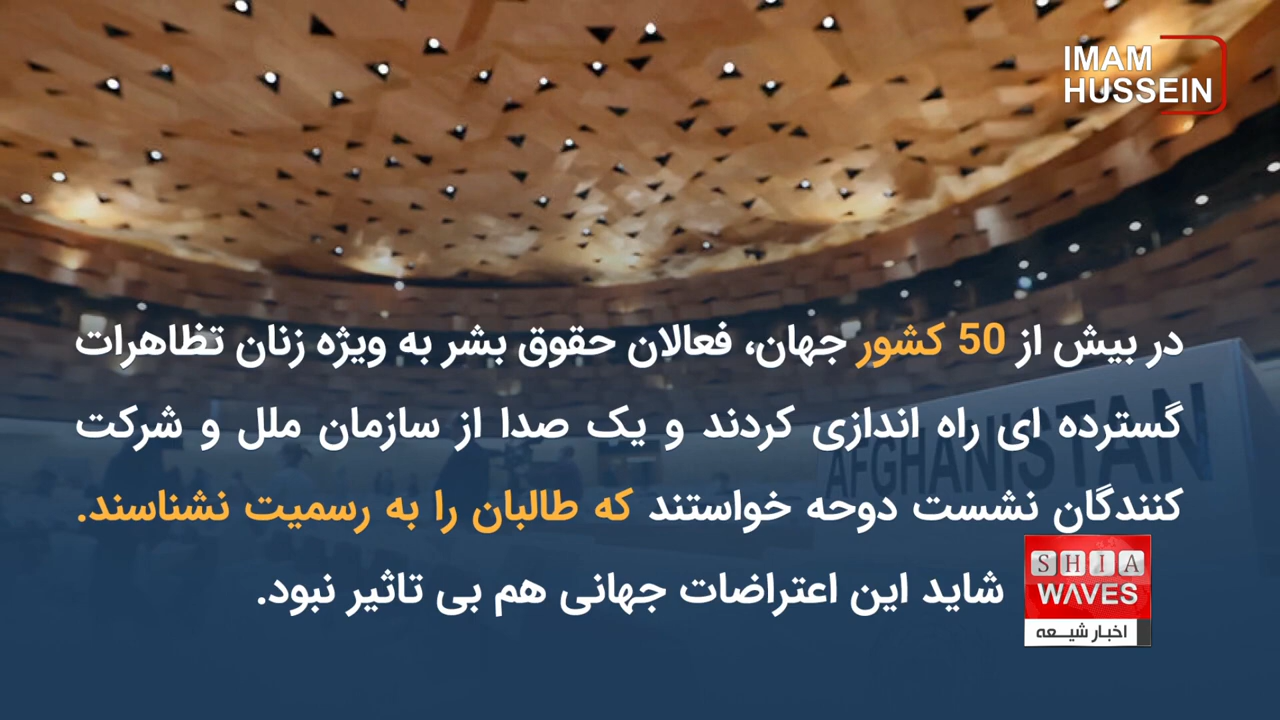 IMAM
HUSSEIN
در بیش از 50 کشور جهان، فعالان حقوق بشر به ویژه زنان تظاهرات
گسترده ای راه اندازی کردند و یک صدا از سازمان ملل و شرکت
AFGHANISTAN
کنندگان نشست دوحه خواستند که طالبان را به رسمیت نشناسند.
شاید این اعتراضات جهانی هم بی تاثیر نبود.
SHIA
WAVES
اخبار شیـعه